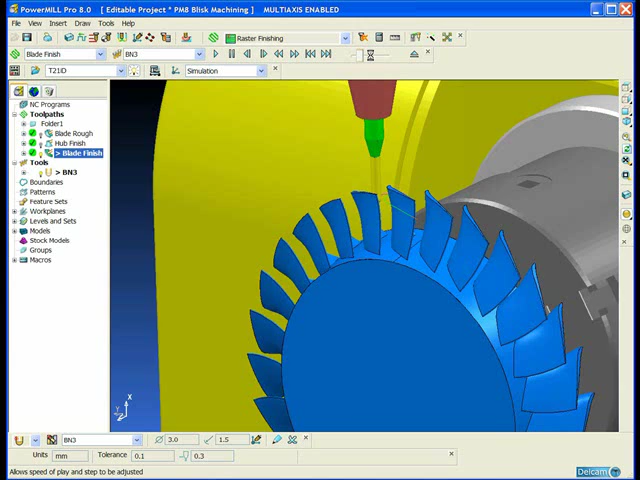 PowerMILL Pro 8.0 [ Editable Project * PM8 Blisk Machining ] MULTIAXIS ENABLED
File View Insert Draw Tools Help
Raster Finishing
Blade Finish BN3
T21ID Simulation
NC Programs
Toolpaths
Folder1
Blade Rough
Hub Finish
> Blade Finish
Tools
> BN3
Boundaries
Patterns
Feature Sets
Workplanes
Levels and Sets
Models
Stock Models
Groups
Macros
X
Y
BN3 3.0 1.5
Units mm Tolerance 0.1 0.3
Allows speed of play and step to be adjusted Delcam